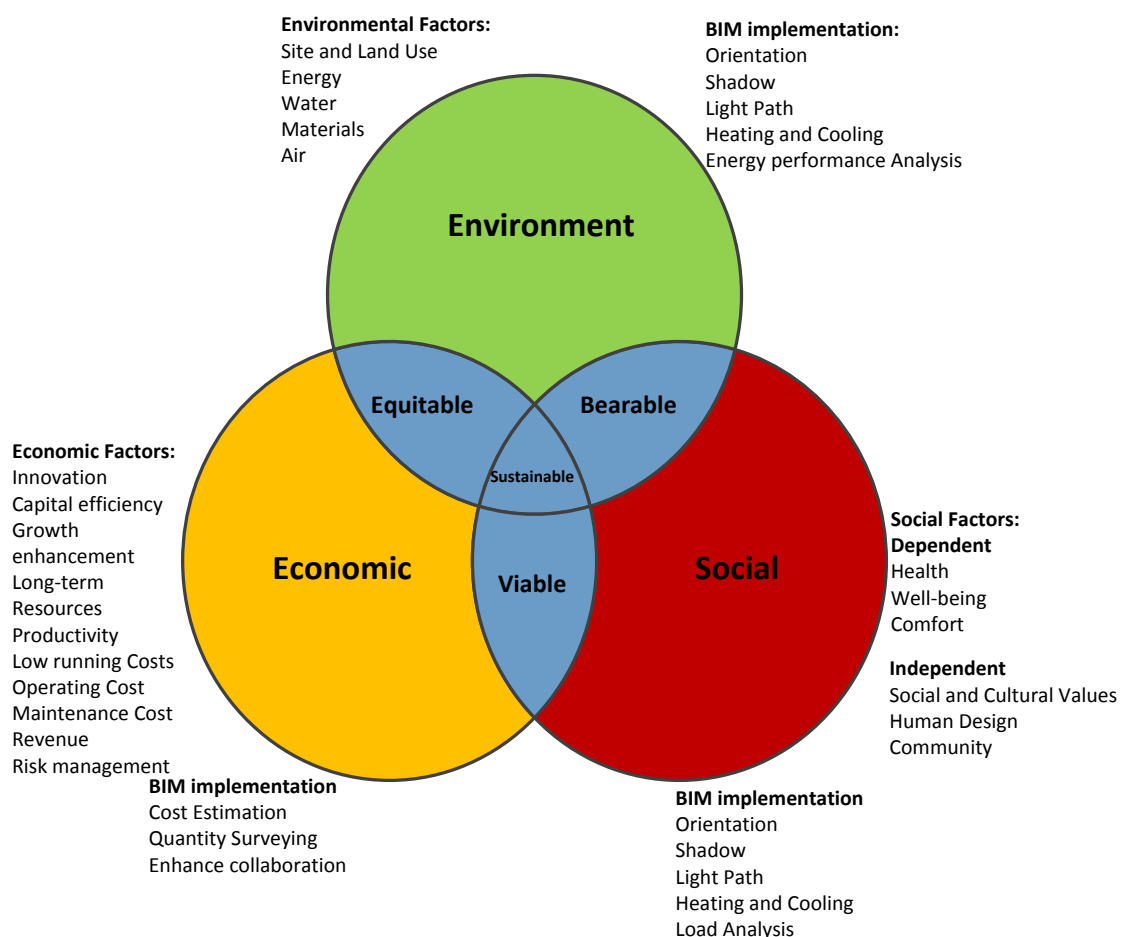 Environmental Factors:
Site and Land Use
Energy
Water
Materials
Air
BIM implementation:
Orientation
Shadow
Light Path
Heating and Cooling
Energy performance Analysis
Environment
Equitable
Bearable
Sustainable
Economic
Viable
Social
Economic Factors:
Innovation
Capital efficiency
Growth
enhancement
Long-term
Resources
Productivity
Low running Costs
Operating Cost
Maintenance Cost
Revenue
Risk management
Social Factors:
Dependent
Health
Well-being
Comfort
Independent
Social and Cultural Values
Human Design
Community
BIM implementation
Cost Estimation
Quantity Surveying
Enhance collaboration
BIM implementation
Orientation
Shadow
Light Path
Heating and Cooling
Load Analysis